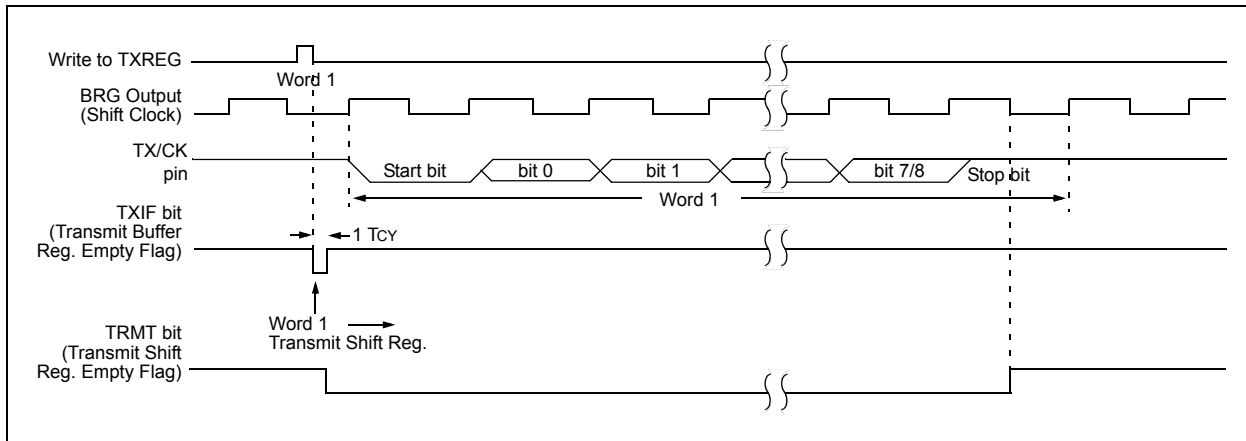 Write to TXREG
Word 1
BRG Output
(Shift Clock)
TX/CK
pin
Start bit
bit 0
bit 1
bit 7/8
Stop bit
Word 1
TXIF bit
(Transmit Buffer
Reg. Empty Flag)
1 TCY
Word 1
Transmit Shift Reg.
TRMT bit
(Transmit Shift
Reg. Empty Flag)